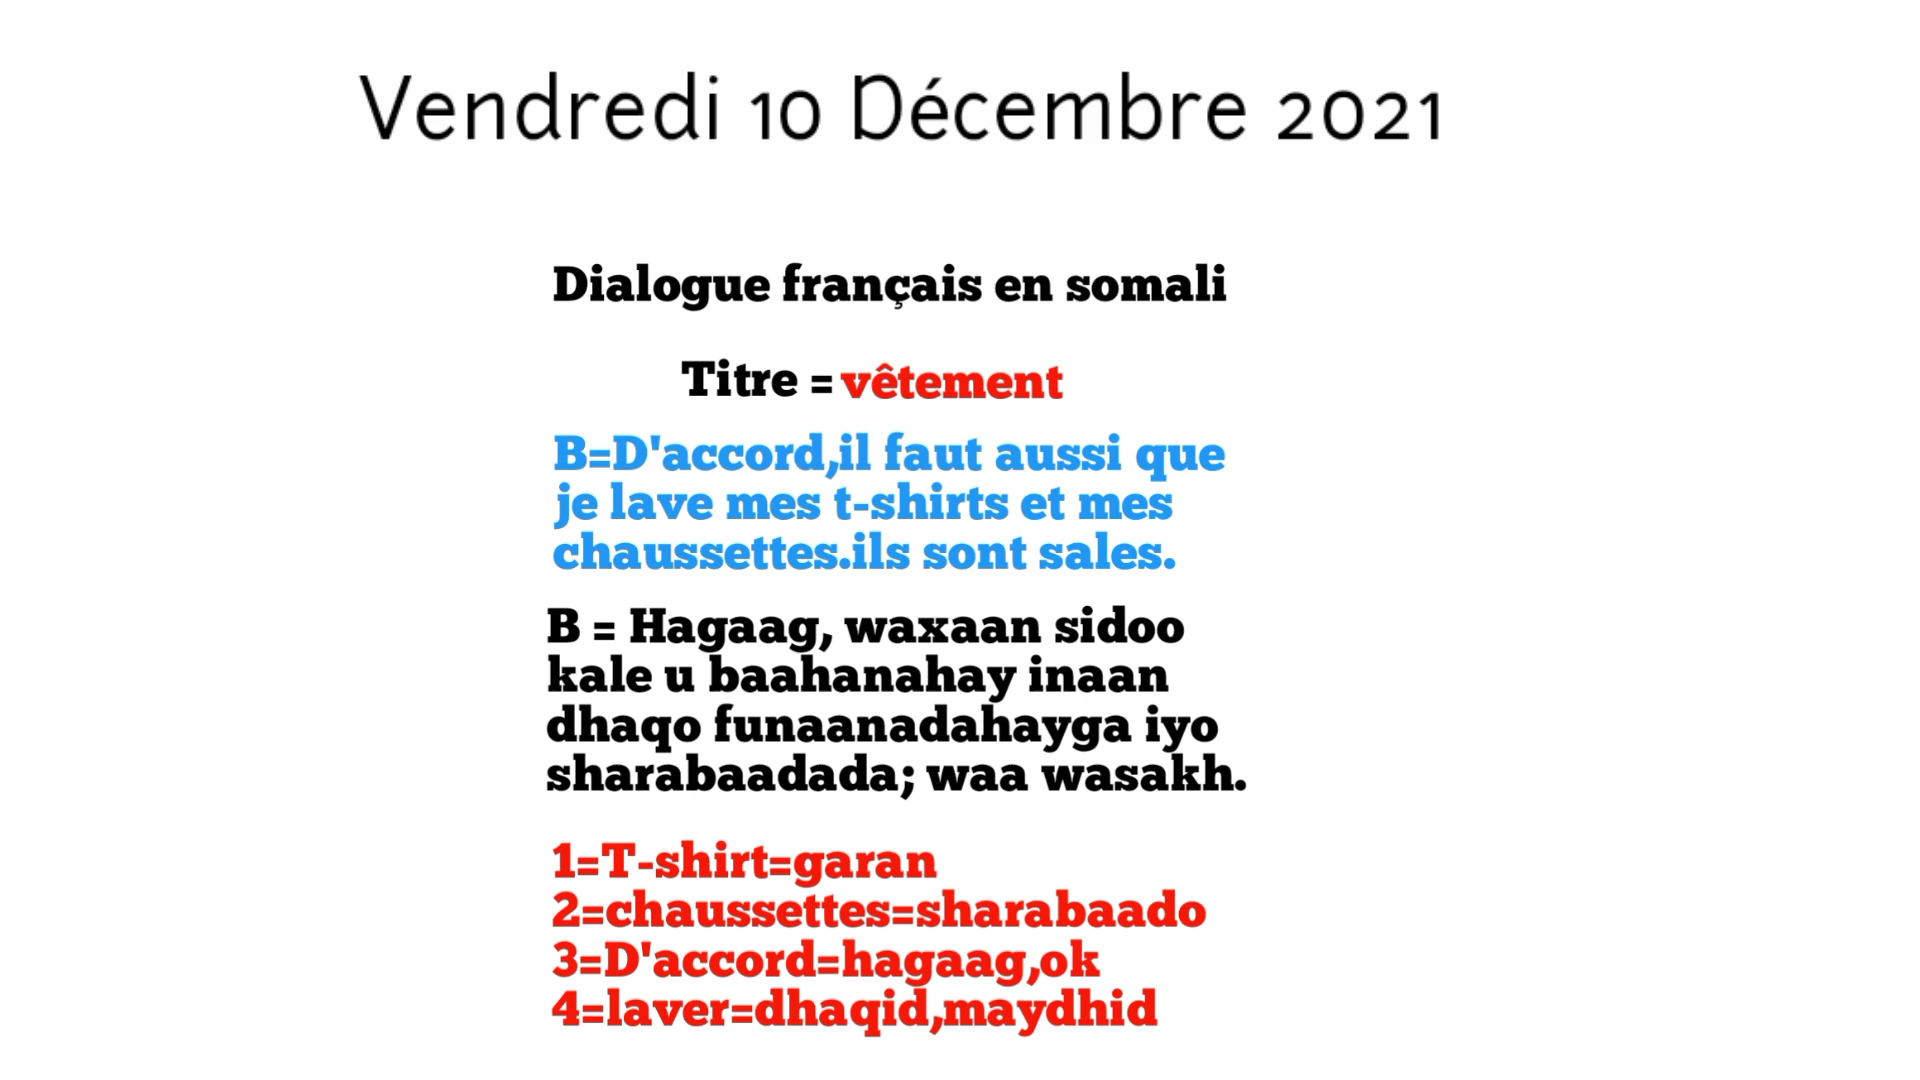 Vendredi 10 Décembre 2021
Dialogue français en somali
Titre = vêtement
B=D'accord,il faut aussi que
je lave mes t-shirts et mes
chaussettes.ils sont sales.
B = Hagaag, waxaan sidoo
kale u baahanahay inaan
dhaqo funaanadahayga iyo
sharabaadada; waa wasakh.
1=T-shirt=garan
2=chaussettes=sharabaado
3=D'accord=hagaag,ok
4=laver=dhaqid,maydhid